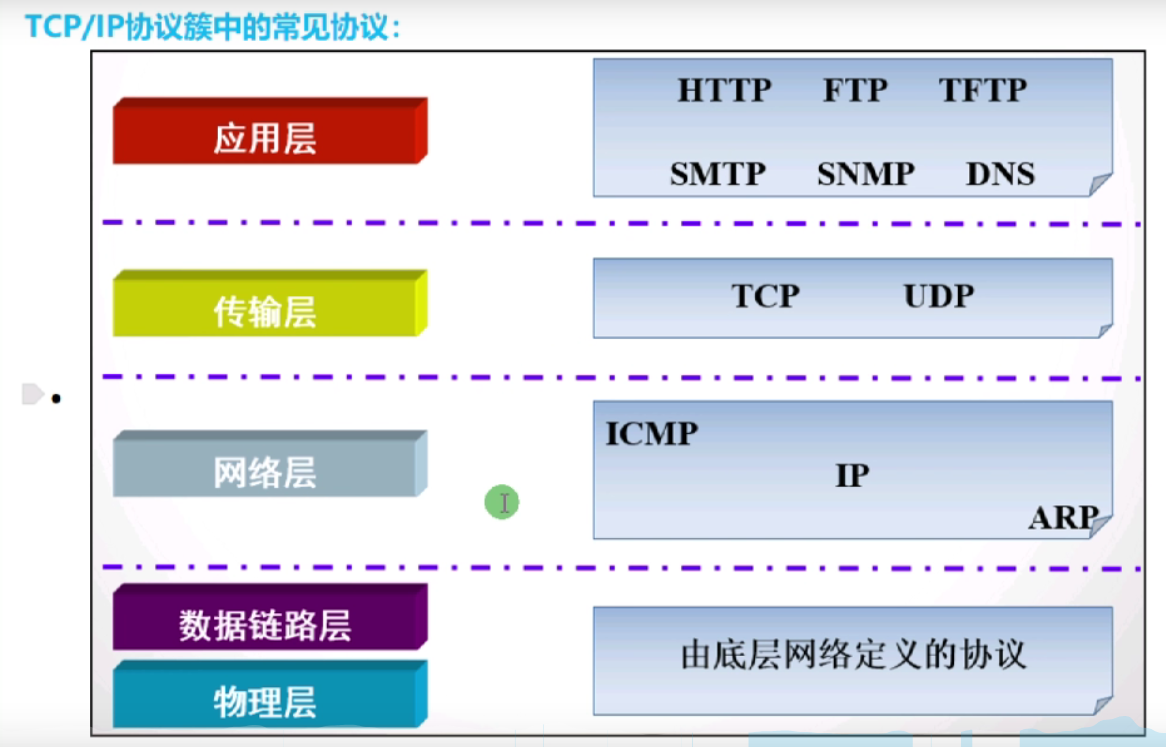 TCP/IP协议簇中的常见协议：
应用层
HTTP FTP TFTP
SMTP SNMP DNS
传输层
TCP UDP
网络层
ICMP
IP
ARP
数据链路层
物理层
由底层网络定义的协议